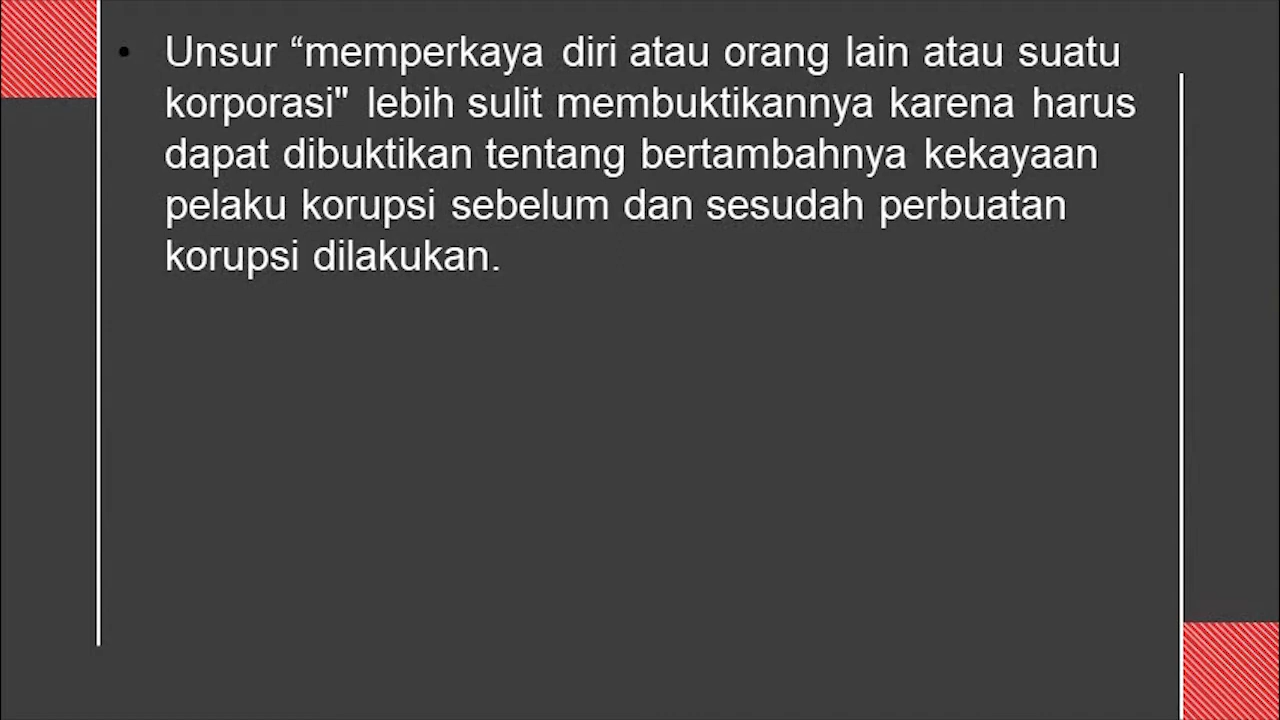 • Unsur “memperkaya diri atau orang lain atau suatu
korporasi" lebih sulit membuktikannya karena harus
dapat dibuktikan tentang bertambahnya kekayaan
pelaku korupsi sebelum dan sesudah perbuatan
korupsi dilakukan.